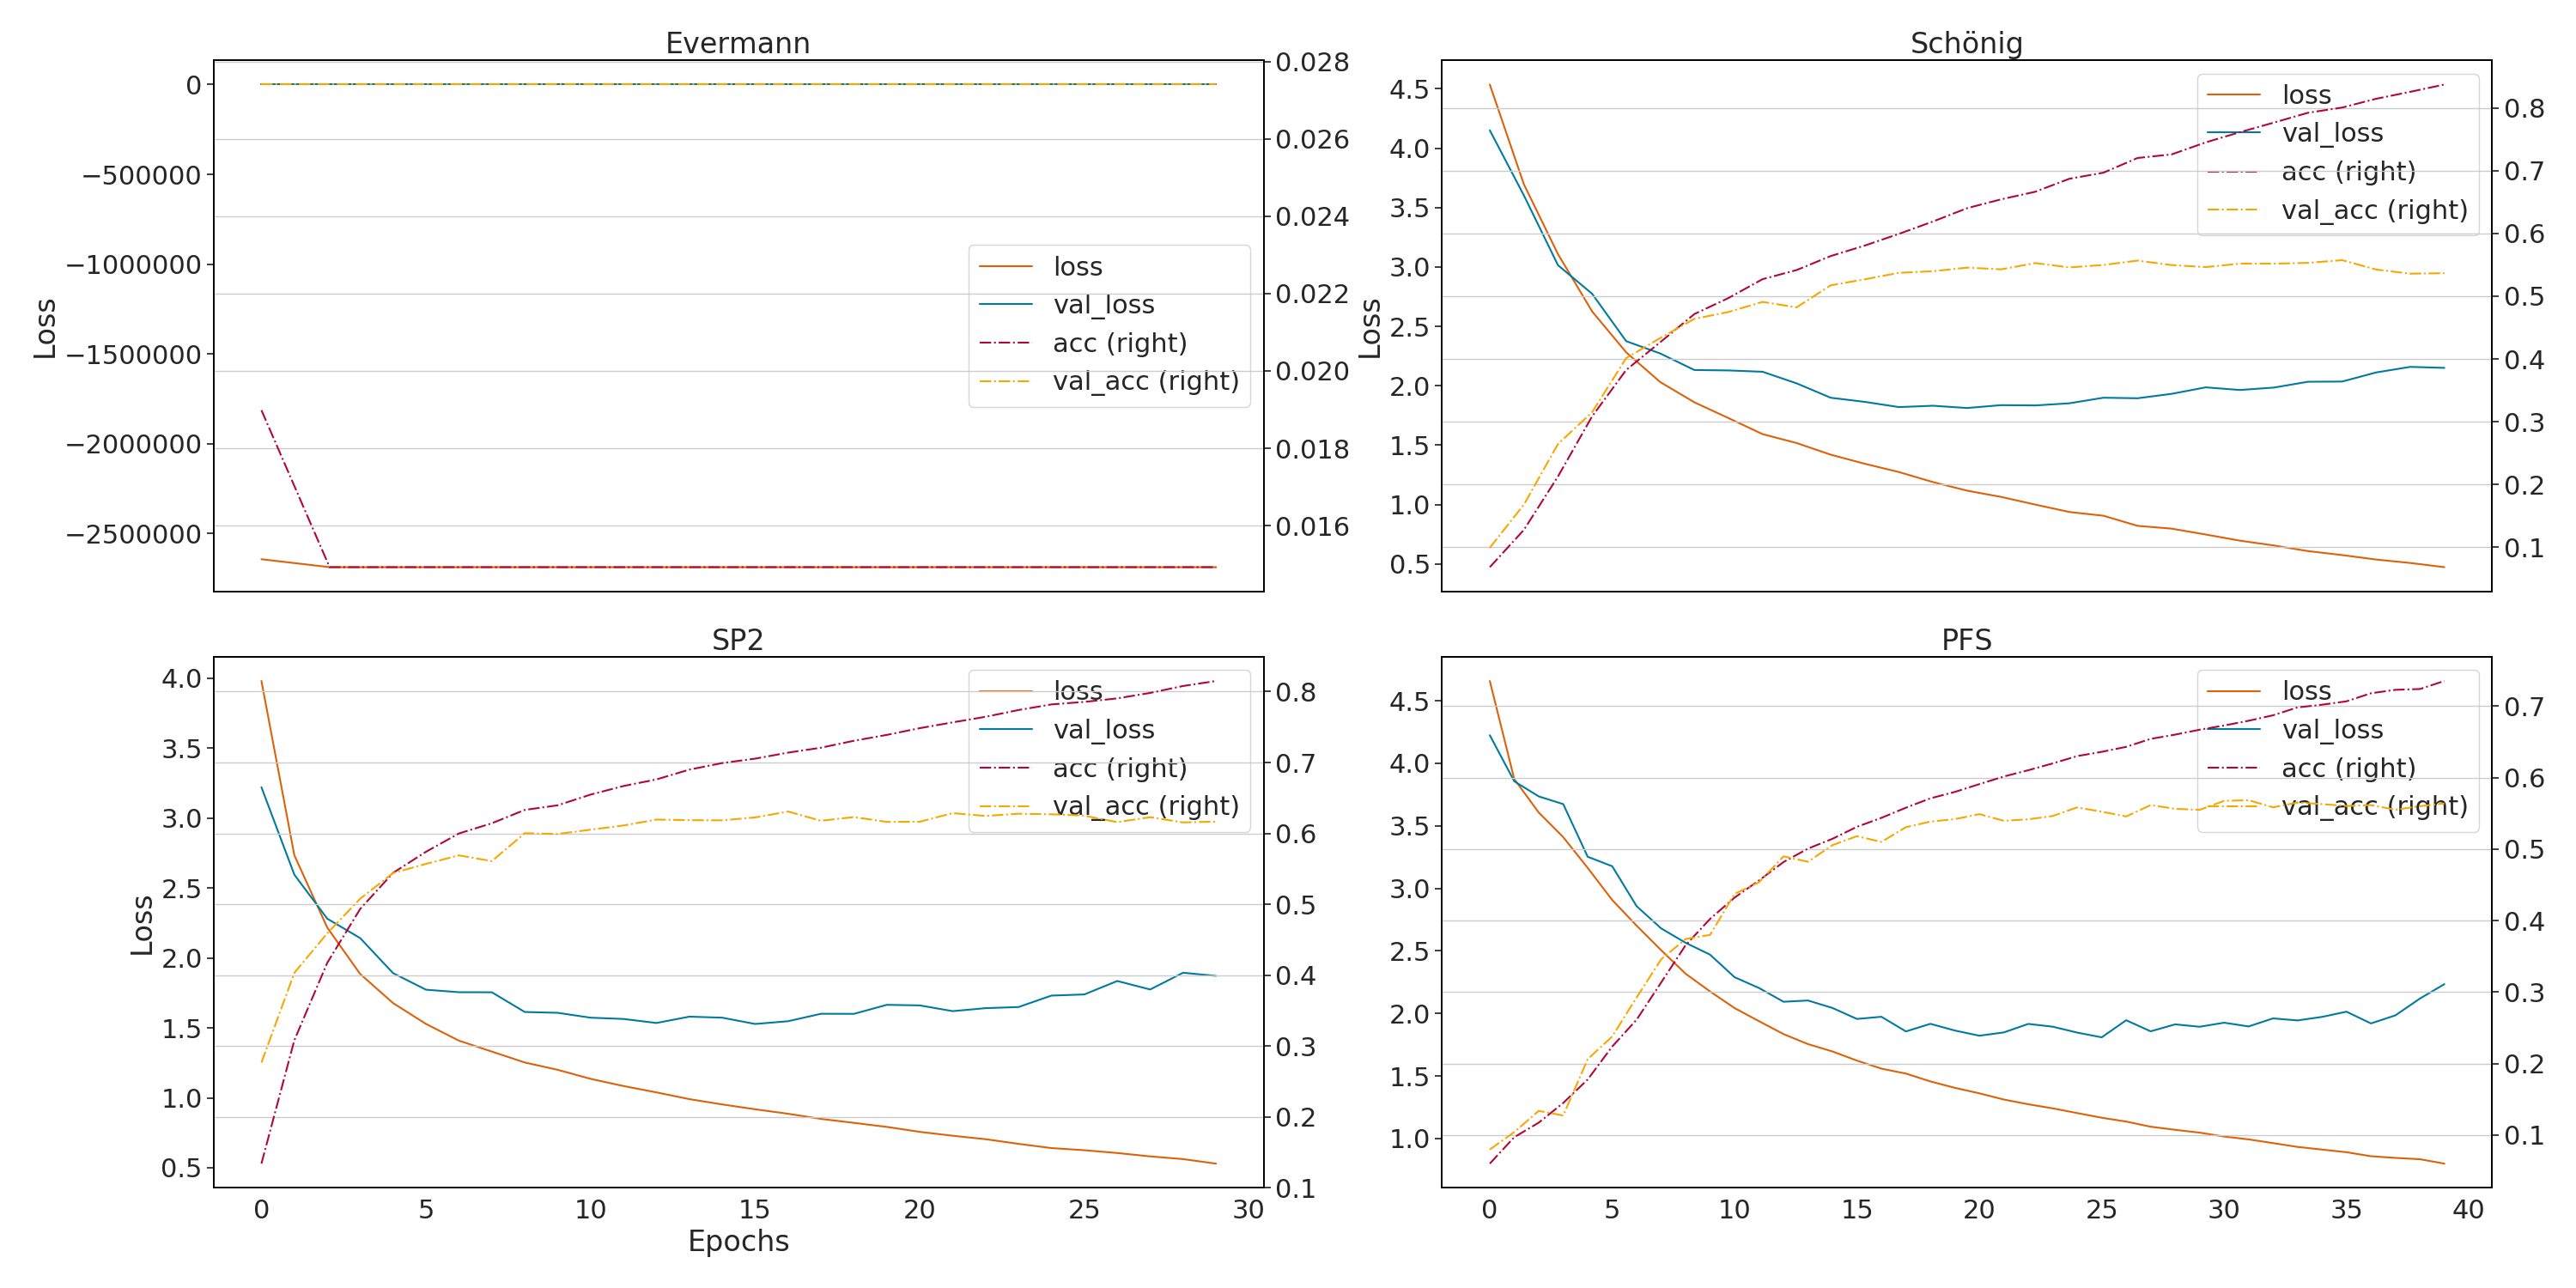 Evermann
0
−500000
−1000000
−1500000
−2000000
−2500000
Loss
0.028
0.026
0.024
0.022
0.020
0.018
0.016
loss
val_loss
acc (right)
val_acc (right)
Schönig
4.5
4.0
3.5
3.0
2.5
2.0
1.5
1.0
0.5
Loss
0.8
0.7
0.6
0.5
0.4
0.3
0.2
0.1
loss
val_loss
acc (right)
val_acc (right)
SP2
4.0
3.5
3.0
2.5
2.0
1.5
1.0
0.5
Loss
0.8
0.7
0.6
0.5
0.4
0.3
0.2
0.1
loss
val_loss
acc (right)
val_acc (right)
0 5 10 15 20 25 30
Epochs
PFS
4.5
4.0
3.5
3.0
2.5
2.0
1.5
1.0
0.7
0.6
0.5
0.4
0.3
0.2
0.1
loss
val_loss
acc (right)
val_acc (right)
0 5 10 15 20 25 30 35 40